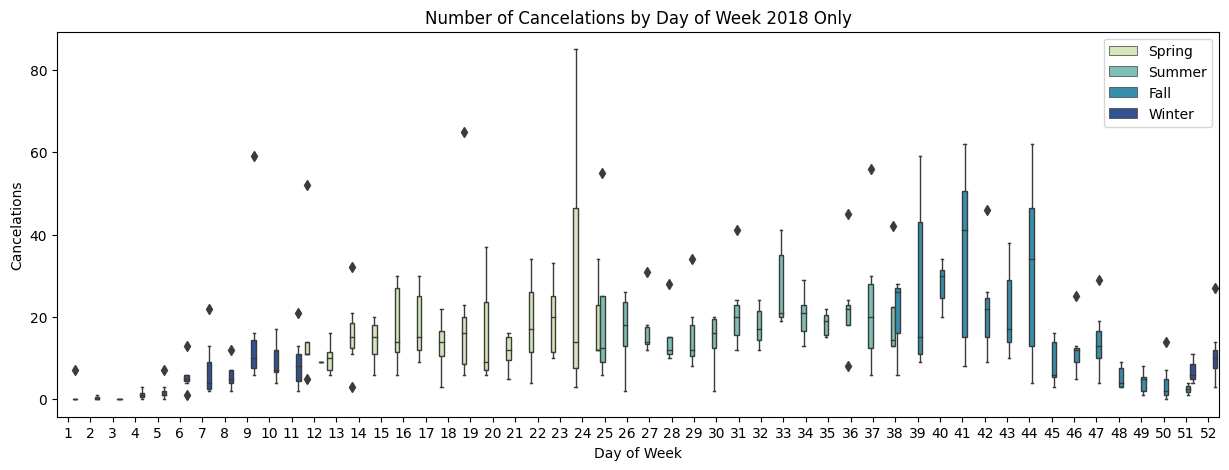 Number of Cancelations by Day of Week 2018 Only
Spring
Summer
Fall
Winter
80
60
40
20
0
Cancelations
1 2 3 4 5 6 7 8 9 10 11 12 13 14 15 16 17 18 19 20 21 22 23 24 25 26 27 28 29 30 31 32 33 34 35 36 37 38 39 40 41 42 43 44 45 46 47 48 49 50 51 52
Day of Week